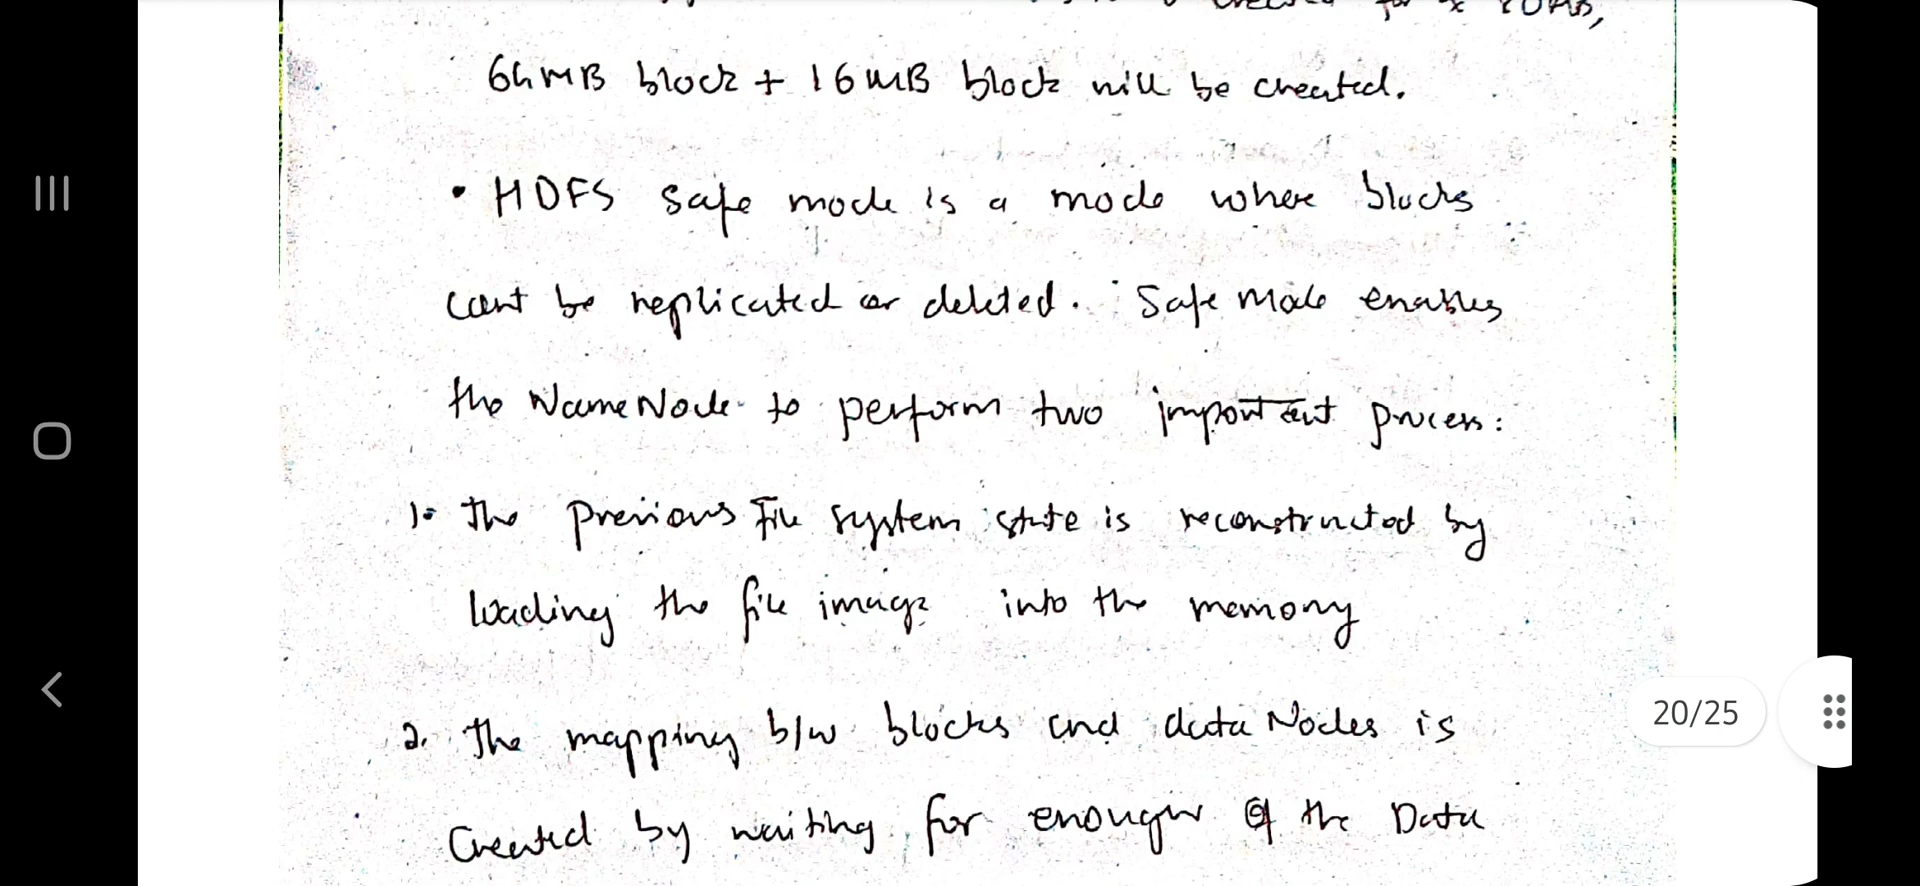 64MB block + 16MB block will be created.
• HDFS safe mode is a mode where blocks
cant be replicated or deleted. Safe Mode enables
the NameNode to perform two important process:
1. The previous File system state is reconstructed by
loading the file image into the memory
20/25
2. The mapping b/w blocks and data Nodes is
Created by waiting for enough of the Data